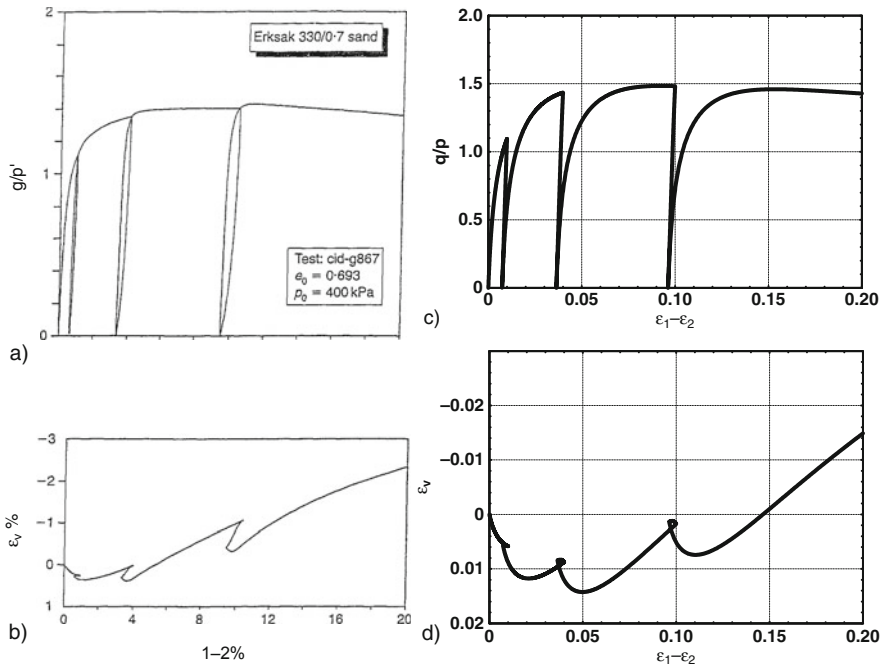 2
Erksak 330/0·7 sand
1
g/p'
Test: cid-g867
e₀ = 0·693
p₀ = 400 kPa
0
a)
−3
−2
−1
0
1
εᵥ %
0 4 8 12 16 20
b)
1–2%
2.0
1.5
1.0
0.5
0
q/p
0 0.05 0.10 0.15 0.20
c)
ε₁–ε₂
−0.02
−0.01
0
0.01
0.02
εᵥ
0 0.05 0.10 0.15 0.20
d)
ε₁–ε₂